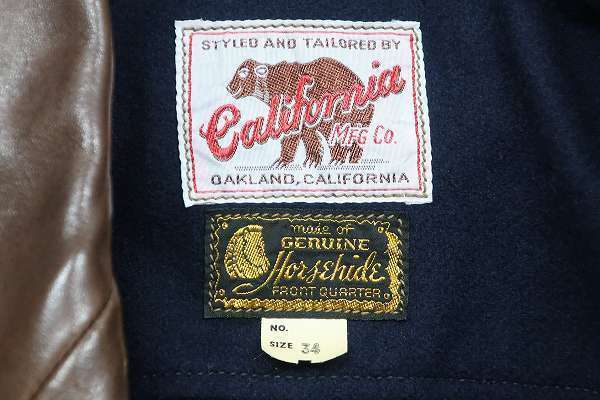 STYLED AND TAILORED BY
California
MFG Co.
OAKLAND, CALIFORNIA
made of
GENUINE
Horsehide
FRONT QUARTER
NO.
SIZE 34